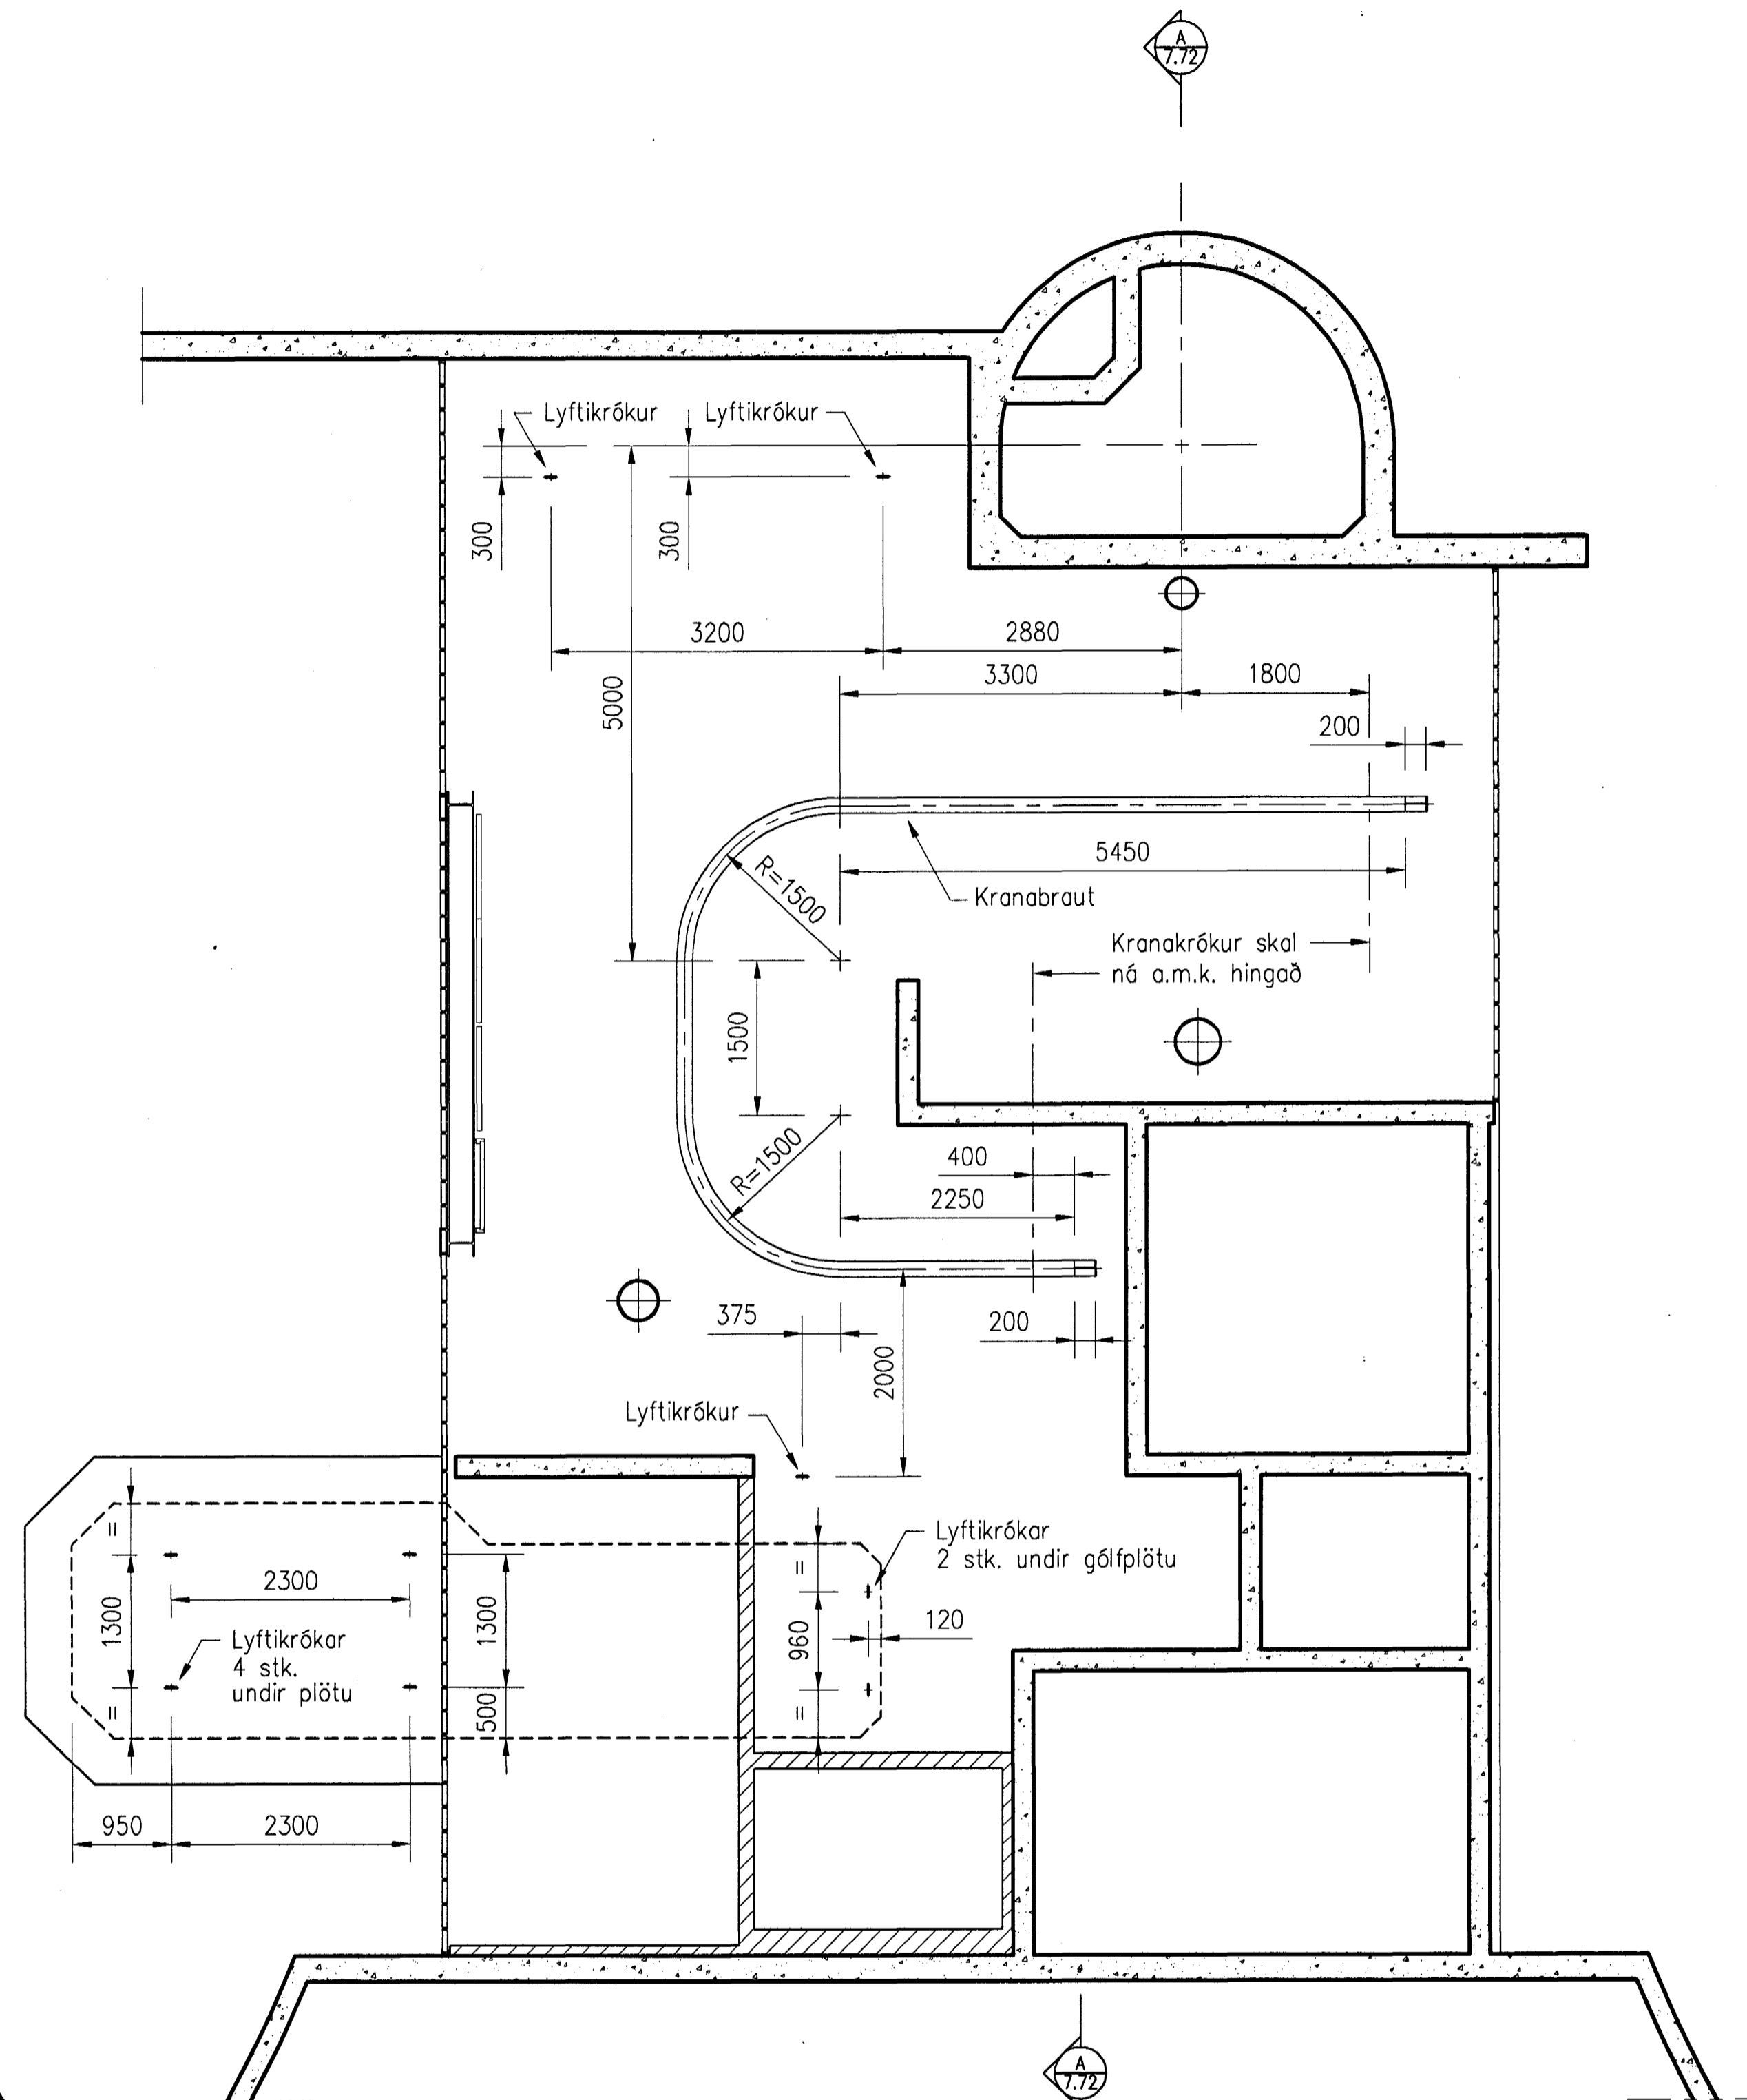 A
7.72
Lyftikrókur
Lyftikrókur
300
300
3200
2880
3300
1800
5000
200
5450
R=1500
Kranabraut
Kranakrókur skal
ná a.m.k. hingað
1500
R=1500
400
2250
375
200
2000
Lyftikrókur
=
Lyftikrókar
2 stk. undir gólfplötu
=
2300
1300
1300
960
120
Lyftikrókar
4 stk.
undir plötu
500
=
=
950
2300
A
7.72